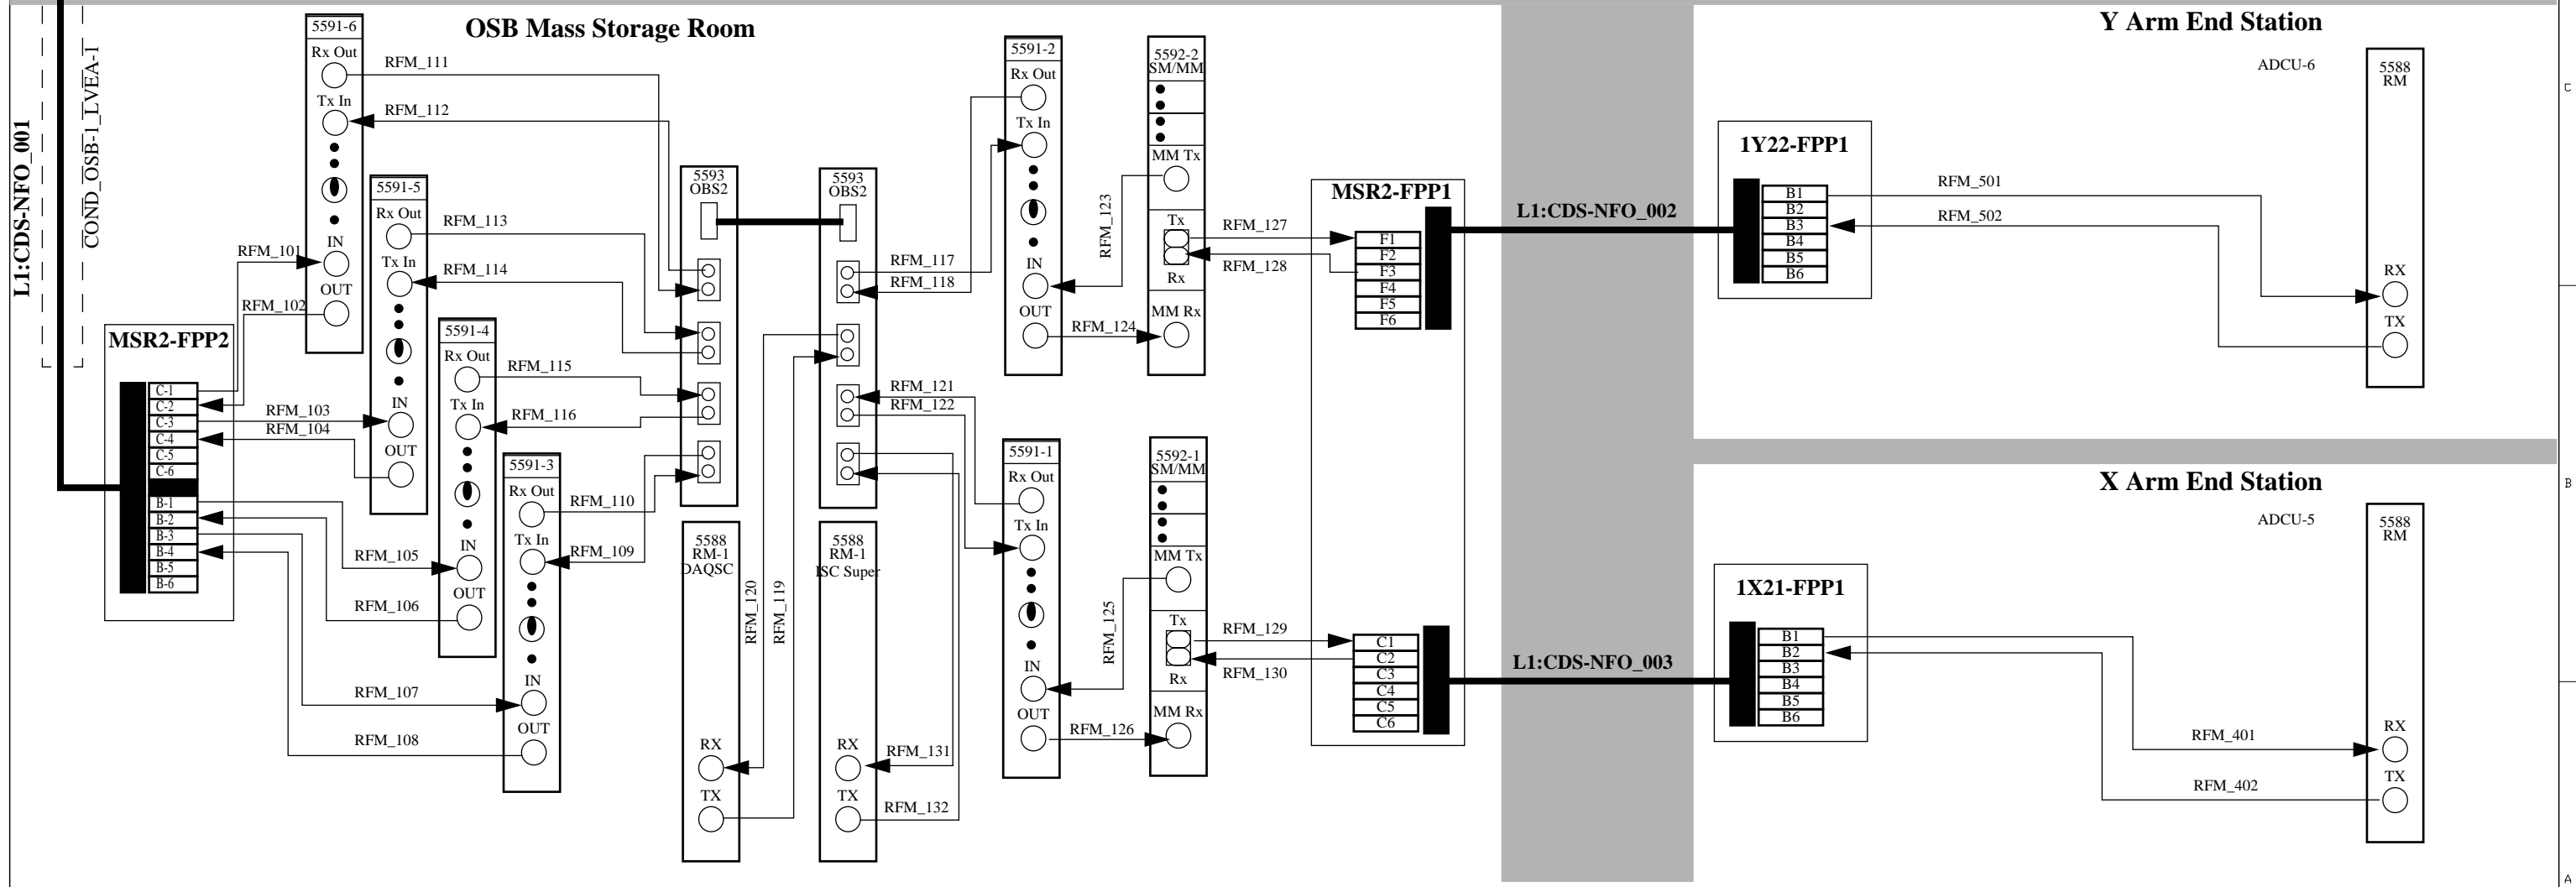 OSB Mass Storage Room
Y Arm End Station
L1:CDS-NFO_001
COND_OSB-1_LVEA-1
5591-6
Rx Out
Tx In
IN
OUT
RFM_111
RFM_112
RFM_101
RFM_102
MSR2-FPP2
C-1
C-2
C-3
C-4
C-5
C-6
B-1
B-2
B-3
B-4
B-5
B-6
RFM_103
RFM_104
RFM_105
RFM_106
RFM_107
RFM_108
5591-5
Rx Out
Tx In
IN
OUT
RFM_113
RFM_114
5591-4
Rx Out
Tx In
IN
OUT
RFM_115
RFM_116
5591-3
Rx Out
Tx In
IN
OUT
RFM_110
RFM_109
5593
OBS2
5593
OBS2
5588
RM-1
DAQSC
RX
TX
RFM_120
RFM_119
5588
RM-1
ISC Super
RX
TX
RFM_131
RFM_132
RFM_117
RFM_118
RFM_121
RFM_122
5591-2
Rx Out
Tx In
IN
OUT
RFM_123
RFM_124
5592-2
SM/MM
MM Tx
Tx
Rx
MM Rx
RFM_127
RFM_128
5591-1
Rx Out
Tx In
IN
OUT
RFM_125
RFM_126
5592-1
SM/MM
MM Tx
Tx
Rx
MM Rx
RFM_129
RFM_130
MSR2-FPP1
F1
F2
F3
F4
F5
F6
C1
C2
C3
C4
C5
C6
L1:CDS-NFO_002
L1:CDS-NFO_003
1Y22-FPP1
B1
B2
B3
B4
B5
B6
RFM_501
RFM_502
ADCU-6
5588
RM
RX
TX
X Arm End Station
1X21-FPP1
B1
B2
B3
B4
B5
B6
RFM_401
RFM_402
ADCU-5
5588
RM
RX
TX
C
B
A